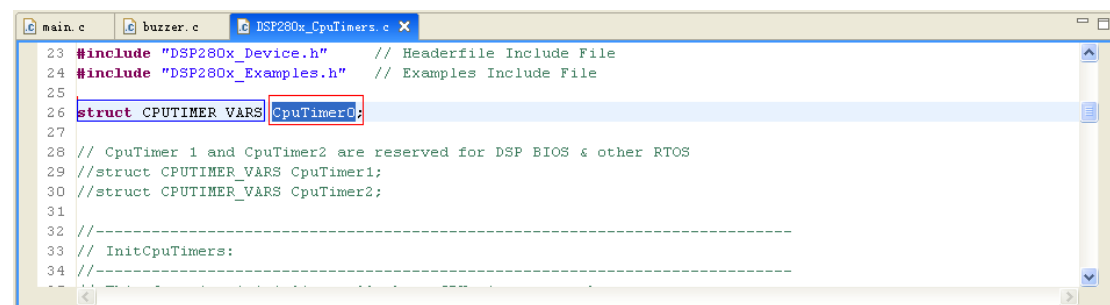 main.c buzzer.c DSP280x_CpuTimers.c
23 #include "DSP280x_Device.h" // Headerfile Include File
24 #include "DSP280x_Examples.h" // Examples Include File
25
26 struct CPUTIMER_VARS CpuTimer0;
27
28 // CpuTimer 1 and CpuTimer2 are reserved for DSP BIOS & other RTOS
29 //struct CPUTIMER_VARS CpuTimer1;
30 //struct CPUTIMER_VARS CpuTimer2;
31
32 //---------------------------------------------------------------------------
33 // InitCpuTimers:
34 //---------------------------------------------------------------------------